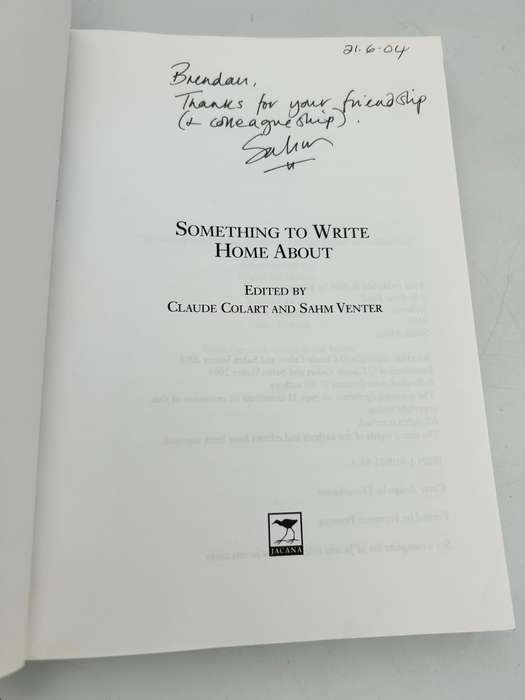 21.6.04
Brendan,
Thanks for your friendship
(& colleagueship).
Sahm
SOMETHING TO WRITE
HOME ABOUT
EDITED BY
CLAUDE COLART AND SAHM VENTER
JACANA